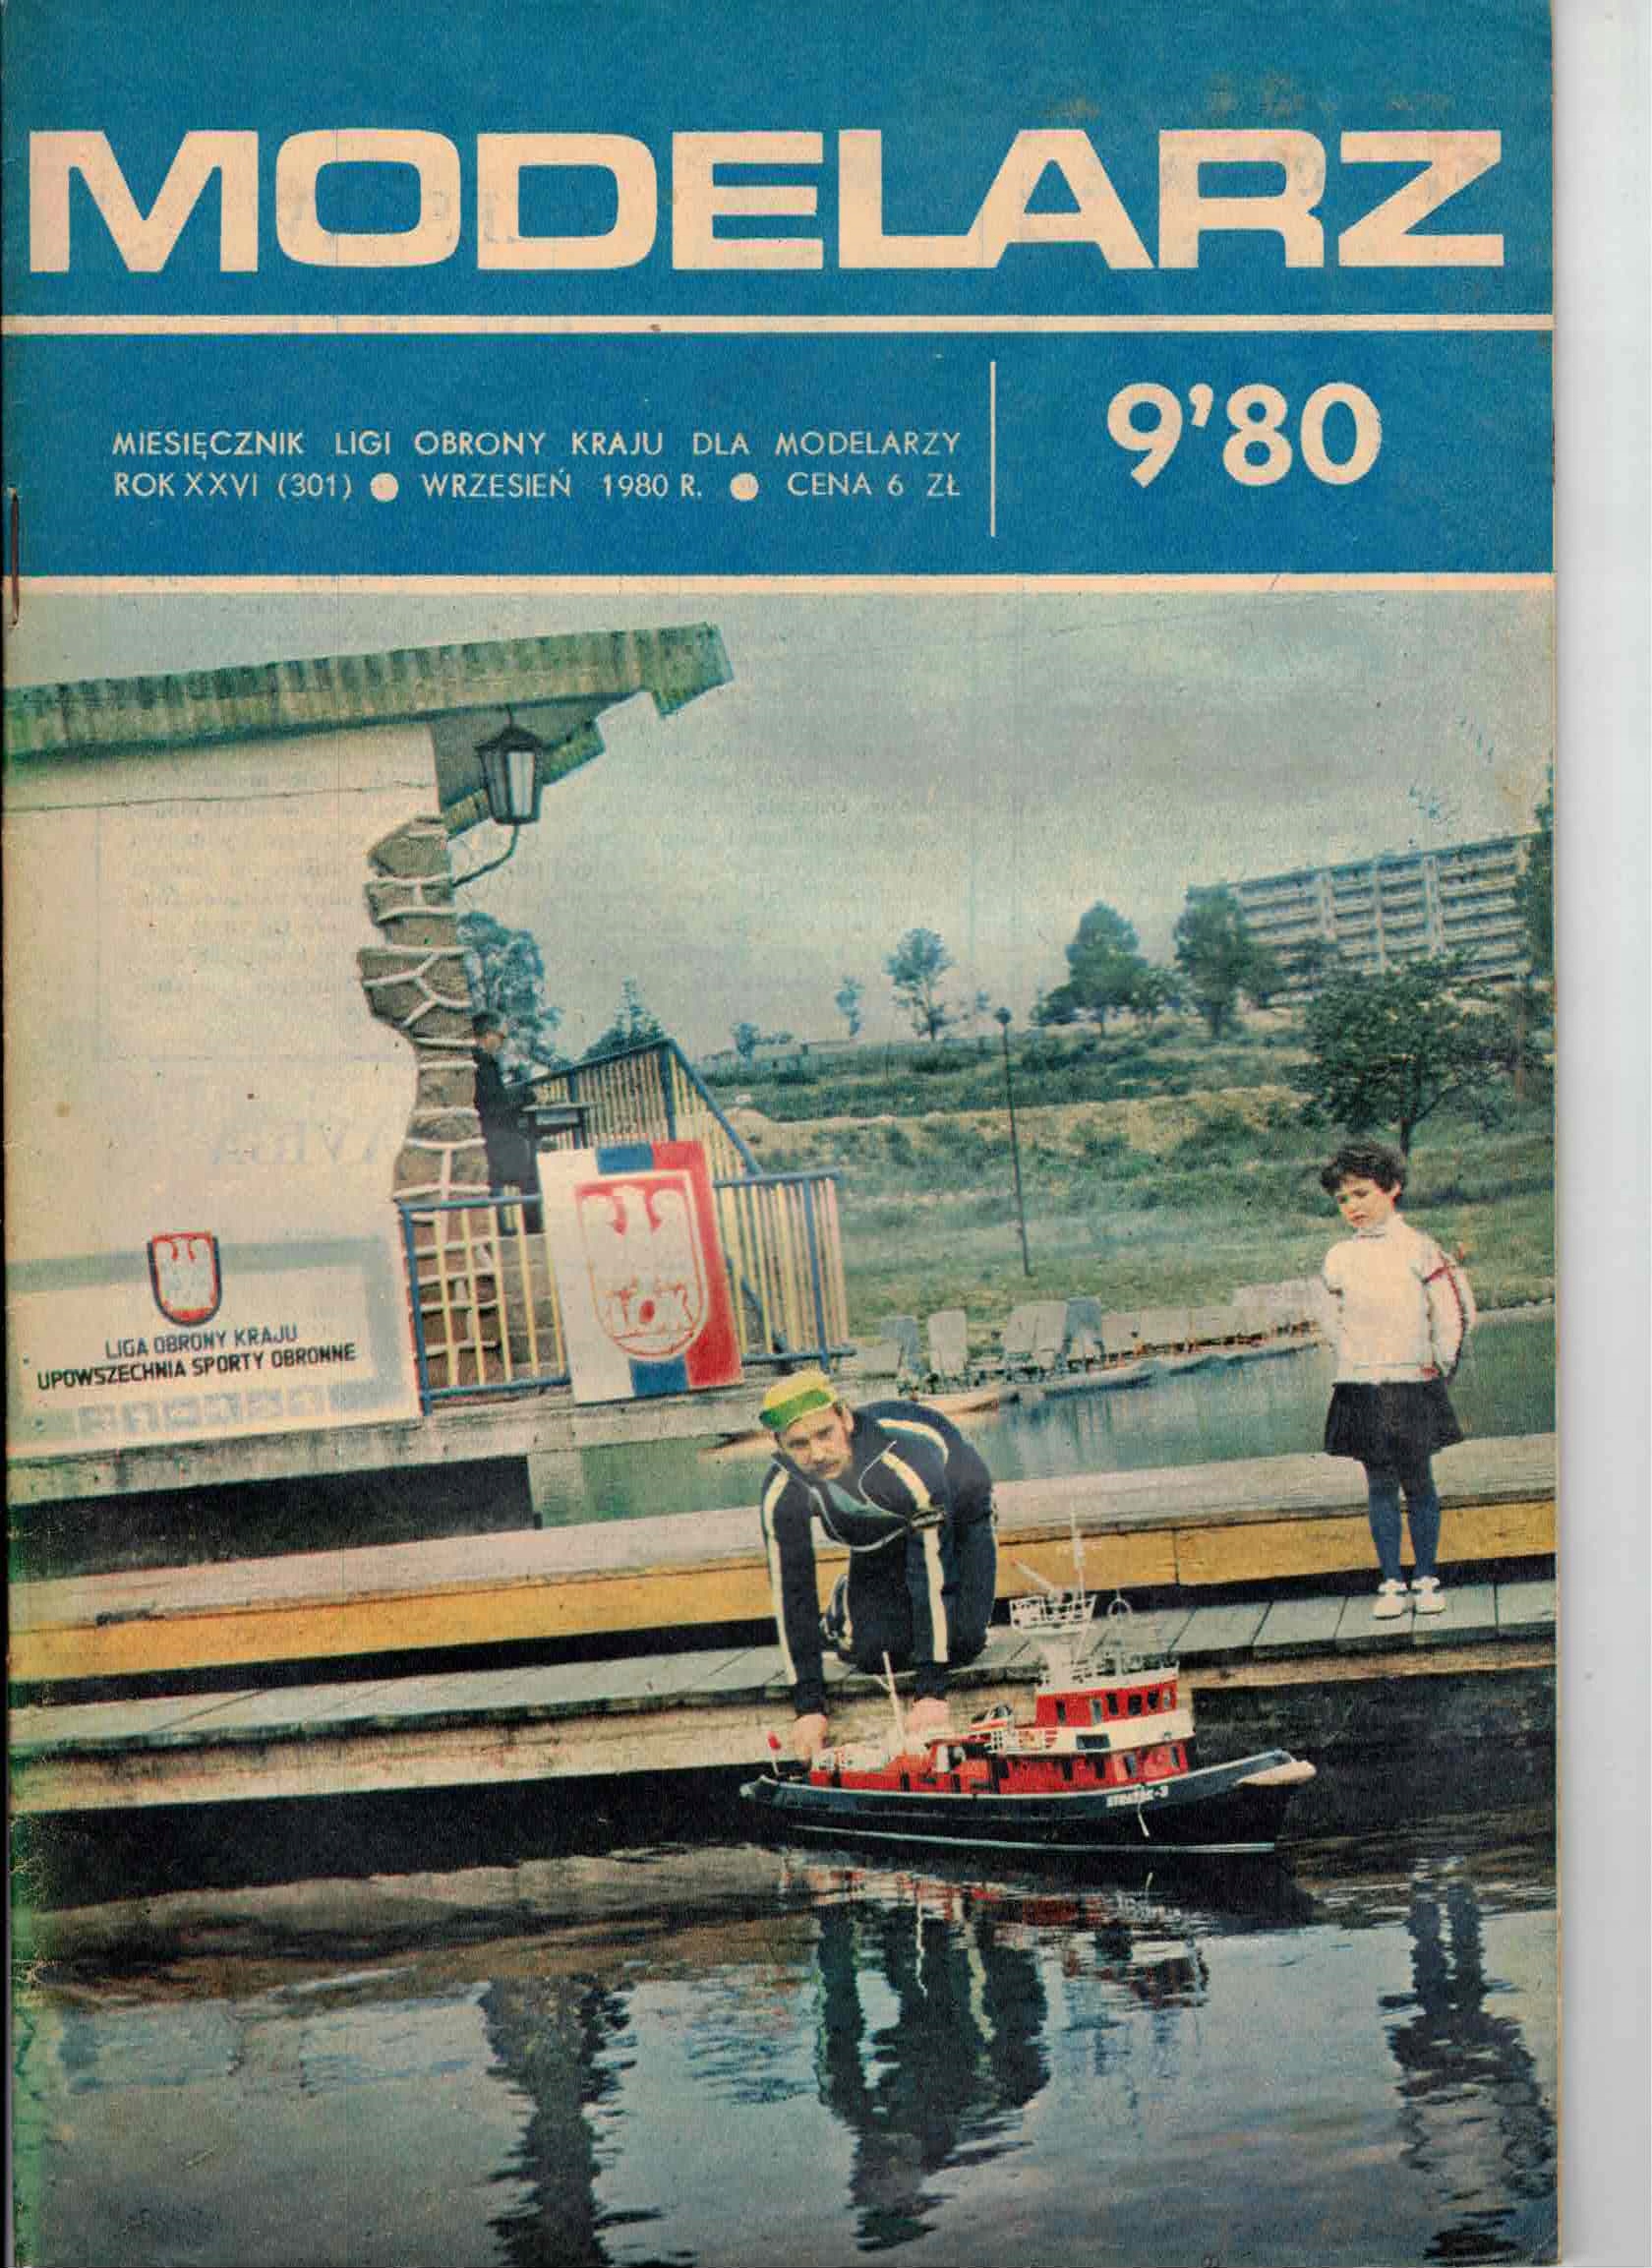 MODELARZ
MIESIĘCZNIK LIGI OBRONY KRAJU DLA MODELARZY
ROK XXVI (301) ● WRZESIEŃ 1980 R. ● CENA 6 ZŁ
9'80
LIGA OBRONY KRAJU
UPOWSZECHNIA SPORTY OBRONNE